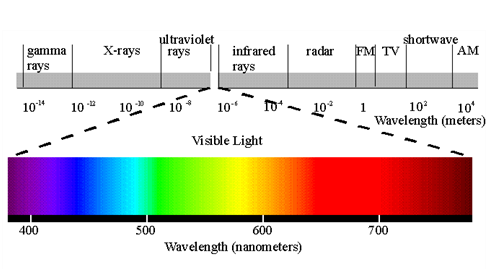 ultraviolet shortwave
gamma X-rays rays infrared radar FM TV AM
rays rays
10-14 10-12 10-10 10-8 10-6 10-4 10-2 1 102 104
Wavelength (meters)
Visible Light
400 500 600 700
Wavelength (nanometers)